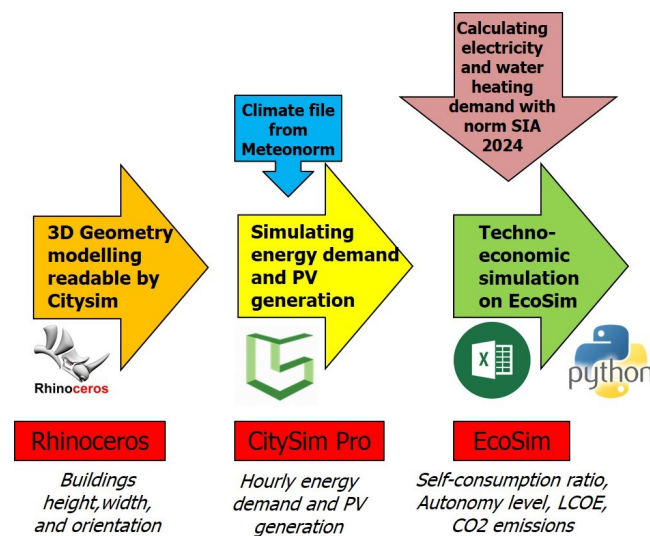 Calculating
electricity
and water
heating
demand with
norm SIA
2024
Climate file
from
Meteonorm
3D Geometry
modelling
readable by
Citysim
Simulating
energy demand
and PV
generation
Techno-
economic
simulation
on EcoSim
Rhinoceros
X
python
Rhinoceros
CitySim Pro
EcoSim
Buildings
height,width,
and orientation
Hourly energy
demand and PV
generation
Self-consumption ratio,
Autonomy level, LCOE,
CO2 emissions